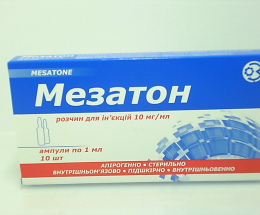 MESATONE
Мезатон
розчин для ін'єкцій 10 мг/мл
ампули по 1 мл
10 шт
АПІРОГЕННО • СТЕРИЛЬНО
ВНУТРІШНЬОМ'ЯЗОВО • ПІДШКІРНО • ВНУТРІШНЬОВЕННО